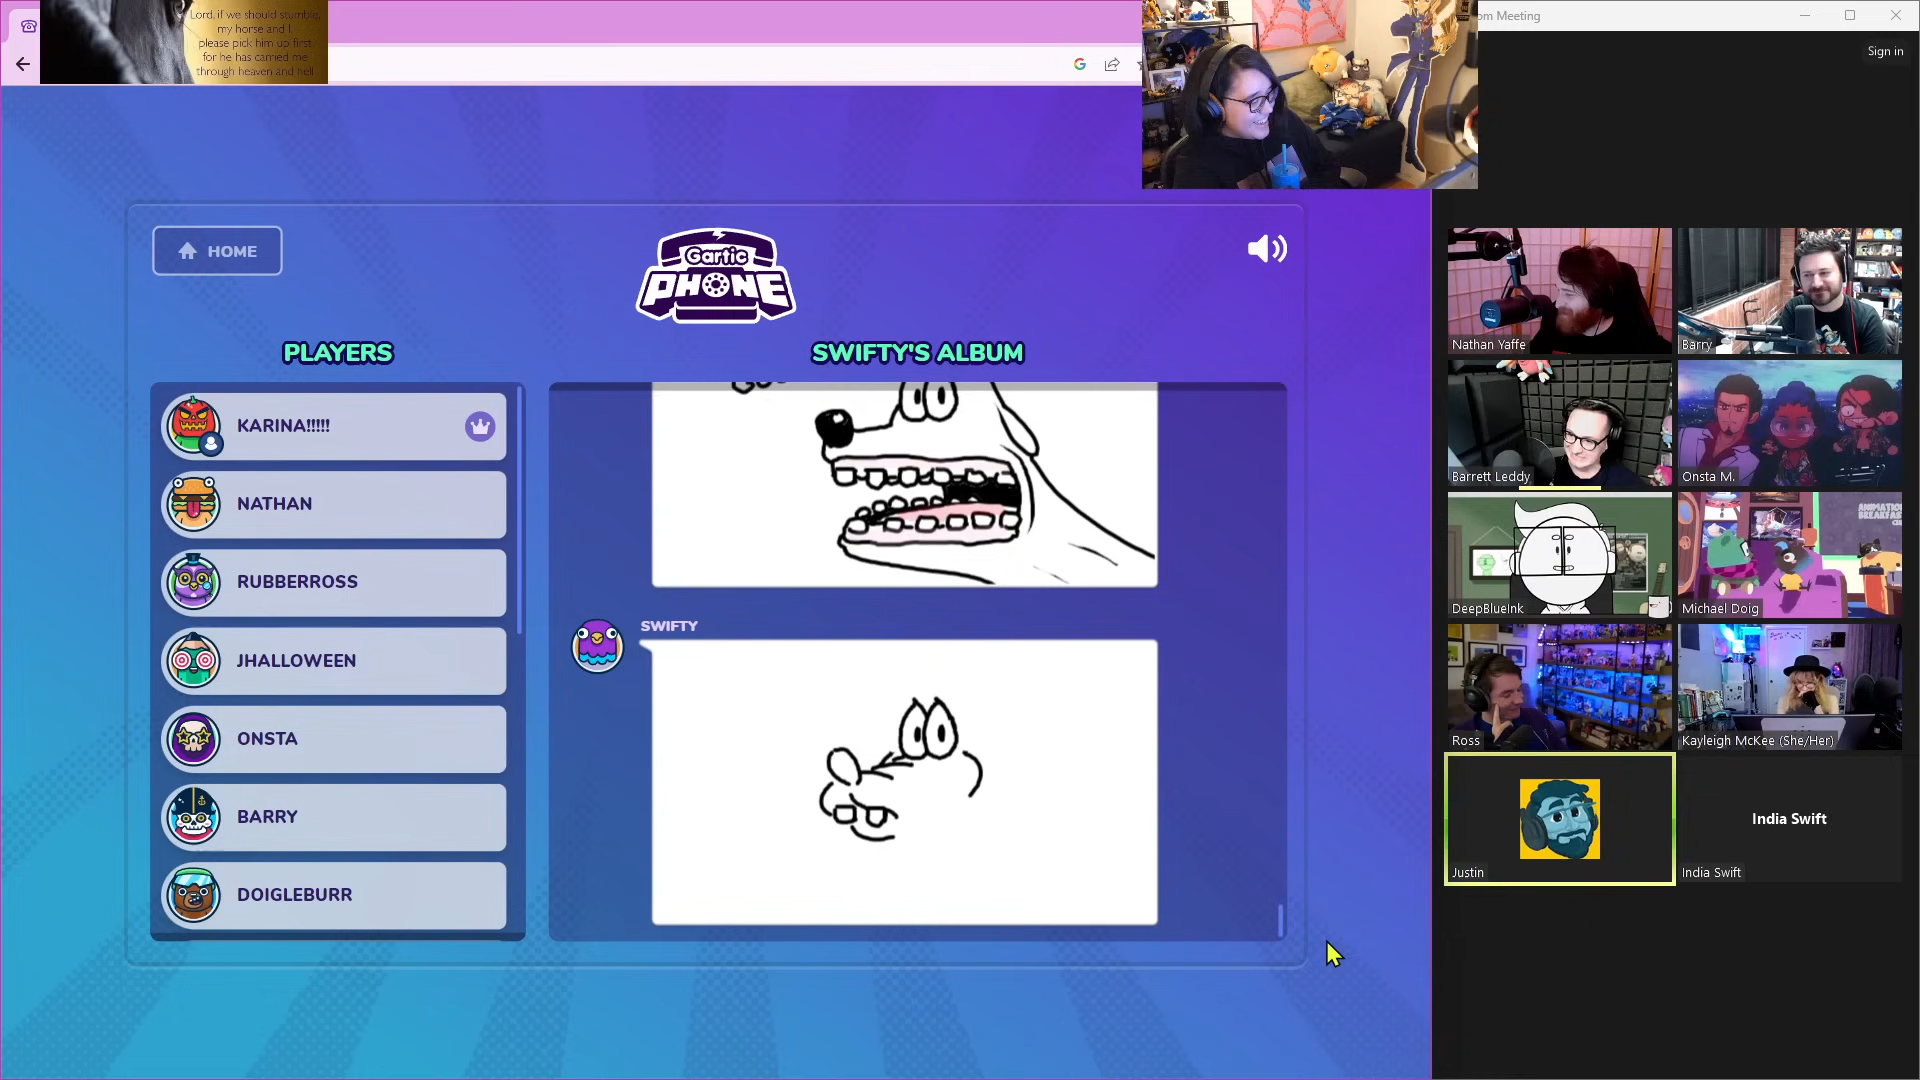 Lord, if we should stumble,
my horse and I,
please pick him up first
for he has carried me
through heaven and hell
om Meeting
Sign in
HOME
Gartic
PHONE
PLAYERS
SWIFTY'S ALBUM
KARINA!!!!!
NATHAN
RUBBERROSS
JHALLOWEEN
ONSTA
BARRY
DOIGLEBURR
SWIFTY
Nathan Yaffe
Barry
Barrett Leddy
Onsta M.
DeepBlueInk
ANIMATION
BREAKFAST
Michael Doig
Ross
Kayleigh McKee (She/Her)
Justin
India Swift
India Swift